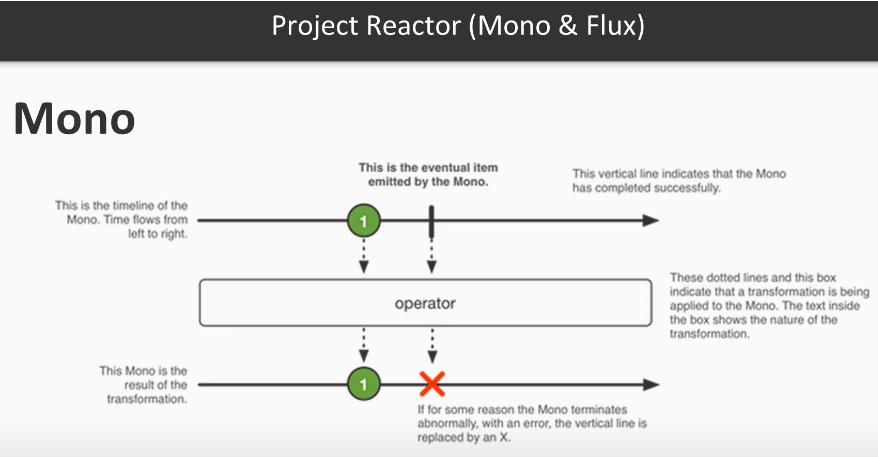 Project Reactor (Mono & Flux)
Mono
This is the eventual item
emitted by the Mono.
This vertical line indicates that the Mono
has completed successfully.
This is the timeline of the
Mono. Time flows from
left to right.
1
operator
These dotted lines and this box
indicate that a transformation is being
applied to the Mono. The text inside
the box shows the nature of the
transformation.
This Mono is the
result of the
transformation.
1
If for some reason the Mono terminates
abnormally, with an error, the vertical line is
replaced by an X.